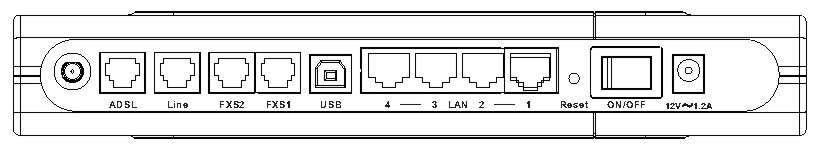 ADSL Line FXS2 FXS1 USB 4 — 3 LAN 2 — 1 Reset ON/OFF 12V~1.2A